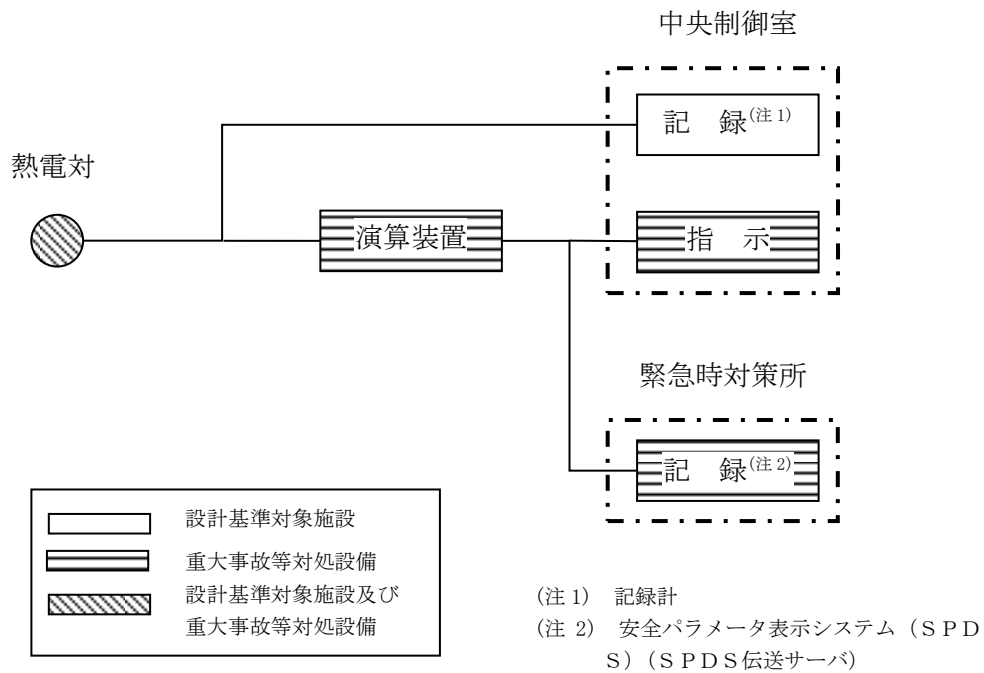 中央制御室
記　録(注1)
熱電対
演算装置
指　示
緊急時対策所
記　録(注2)
設計基準対象施設
重大事故等対処設備
設計基準対象施設及び
重大事故等対処設備
(注1)　記録計
(注 2)　安全パラメータ表示システム（ＳＰＤ
Ｓ）（ＳＰＤＳ伝送サーバ）